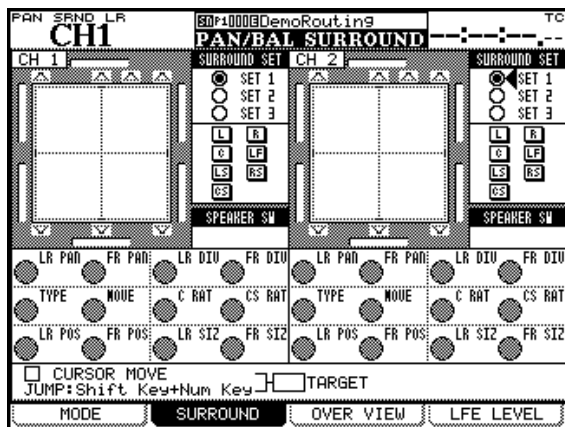 PAN SRND LR
CH1
SD P1 000E DemoRouting
PAN/BAL SURROUND
TC
--:--:--.--
CH 1
SURROUND SET
SET 1
SET 2
SET 3
L R
C LF
LS RS
CS
SPEAKER SW
CH 2
SURROUND SET
SET 1
SET 2
SET 3
L R
C LF
LS RS
CS
SPEAKER SW
LR PAN FR PAN LR DIV FR DIV
LR PAN FR PAN LR DIV FR DIV
TYPE MOVE C RAT CS RAT
TYPE MOVE C RAT CS RAT
LR POS FR POS LR SIZ FR SIZ
LR POS FR POS LR SIZ FR SIZ
CURSOR MOVE
JUMP:Shift Key+Num Key
TARGET
MODE SURROUND OVER VIEW LFE LEVEL